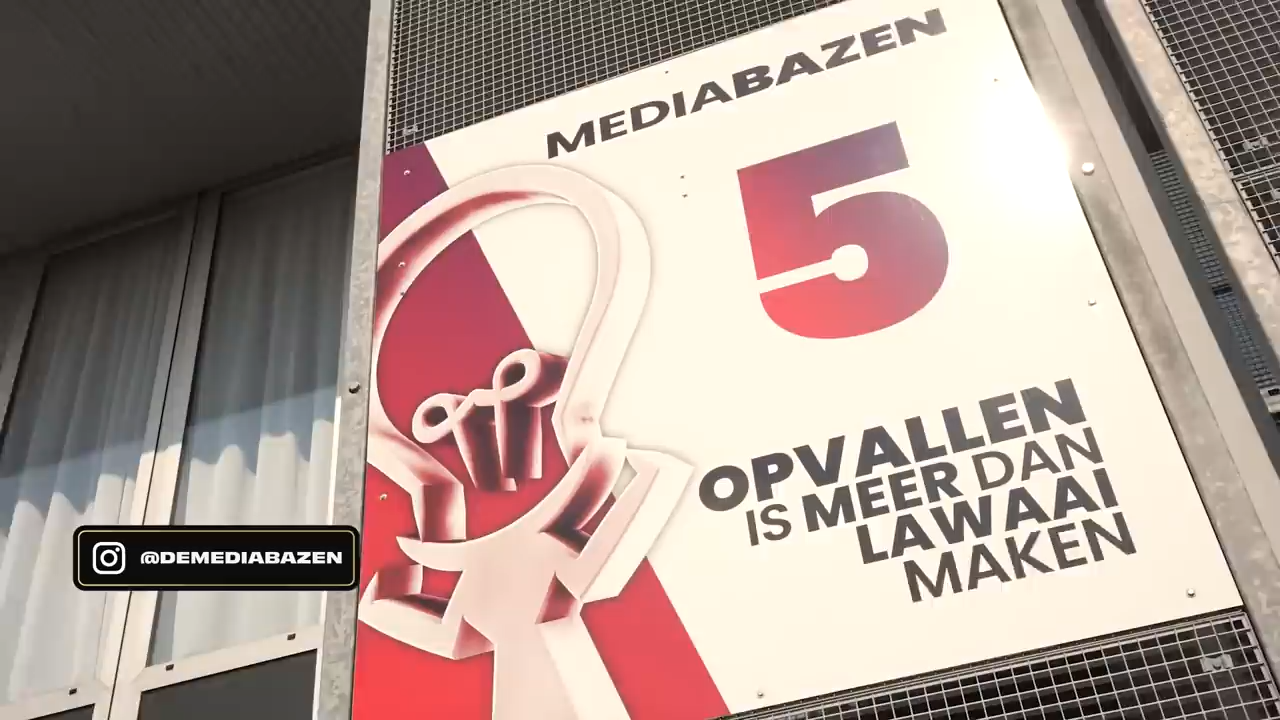 MEDIABAZEN
5
OPVALLEN
IS MEER DAN
LAWAAI
MAKEN
@DEMEDIABAZEN